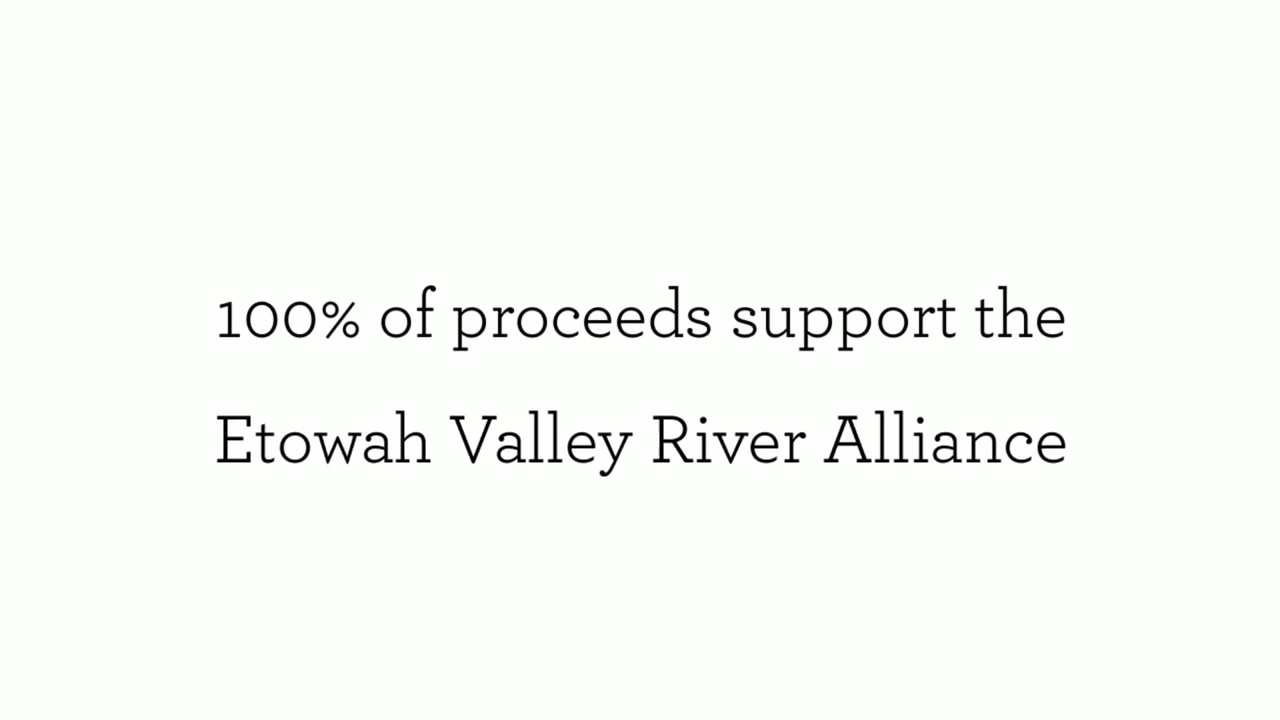 100% of proceeds support the
Etowah Valley River Alliance